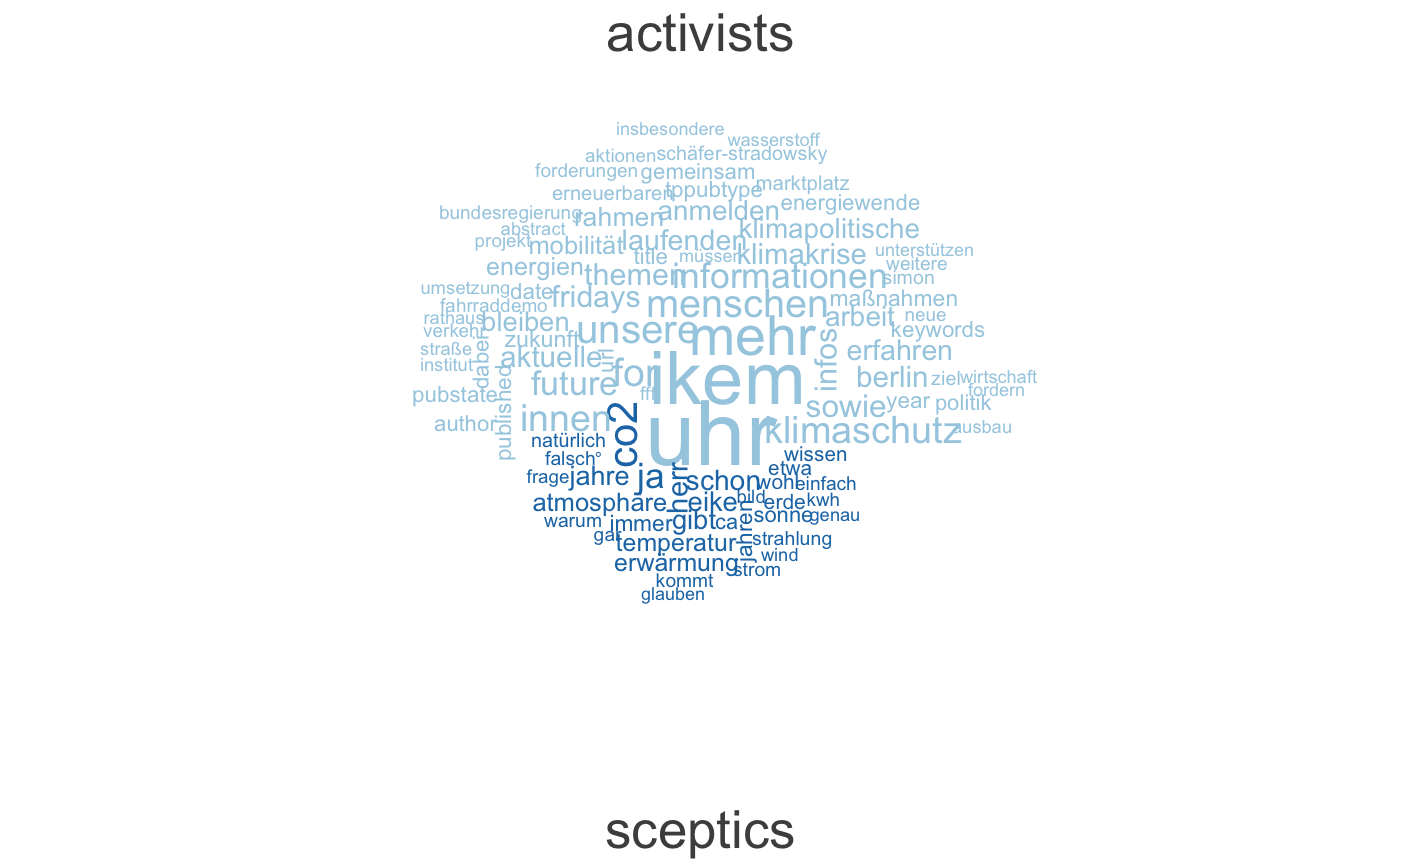 activists
insbesondere
wasserstoff
aktionen schäfer-stradowsky
forderungen gemeinsam
erneuerbaren tppubtype marktplatz
bundesregierung rahmen anmelden energiewende
abstract
projekt mobilität laufenden klimapolitische
title müssen klimakrise unterstützen
energien themen informationen weitere
simon
umsetzung date fridays menschen maßnahmen
fahrraddemo
rathaus bleiben unsere mehr infos arbeit neue
verkehr zukunft keywords
straße dabei aktuelle url erfahren
institut
future for ikem berlin ziel wirtschaft
pubstate fff fordern
published innen uhr sowie year politik
author klimaschutz ausbau
co2
natürlich wissen
falsch °
frage jahre ja herr schon wohl etwa einfach
atmosphäre eike bild erde kwh
warum immer gibt ca jahren sonne genau
gar temperatur strahlung
erwärmung wind
strom
kommt
glauben
sceptics